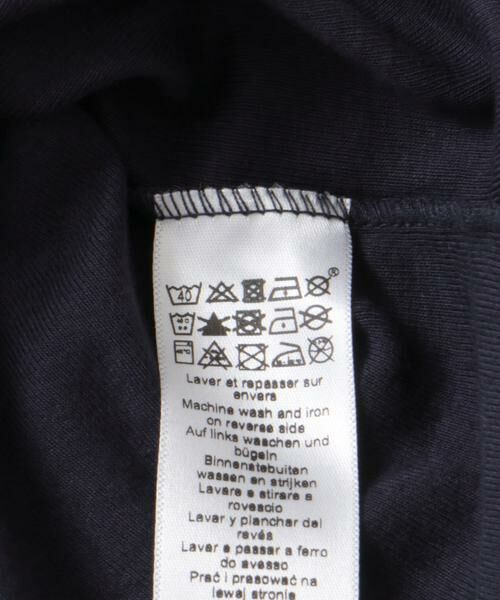 40
®
40
Laver et repasser sur
envers
Machine wash and iron
on reverse side
Auf links waschen und
bügeln
Binnenstebuiten
wassen en strijken
Lavare e stirare a
rovescio
Lavar y planchar del
revés
Lavar e passar a ferro
do avesso
Prać i prasować na
lewej stronie